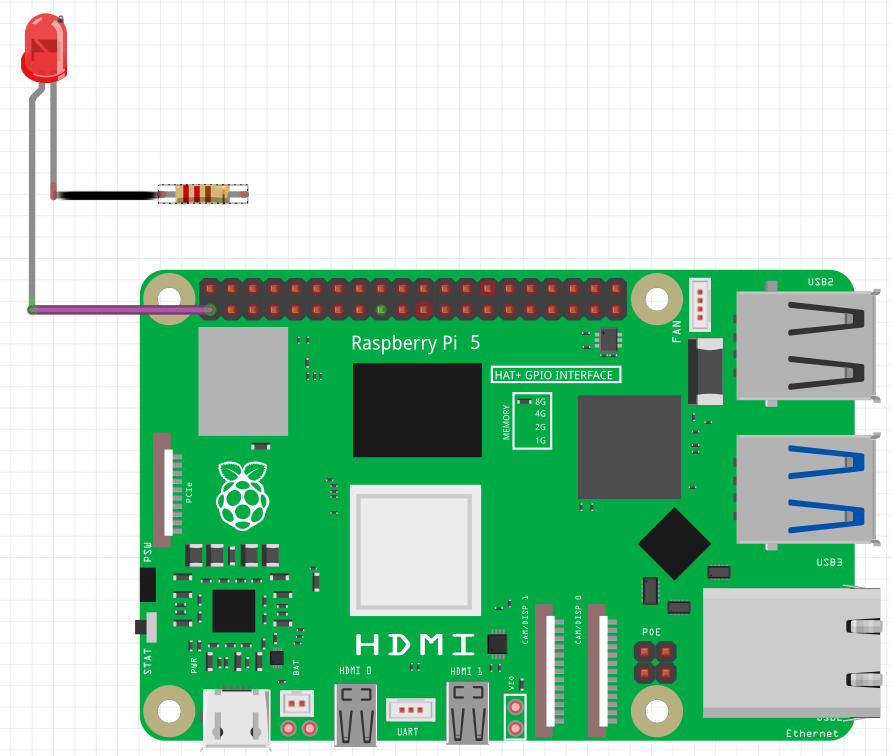 USB2
FAN
Raspberry Pi 5
HAT+ GPIO INTERFACE
MEMORY
8G
4G
2G
1G
PCIe
PSW
USB3
CAM/DISP 1
CAM/DISP 0
POE
HDMI
STAT
PWR
BAT
HDMI 0
HDMI 1
VIO
UART
Ethernet